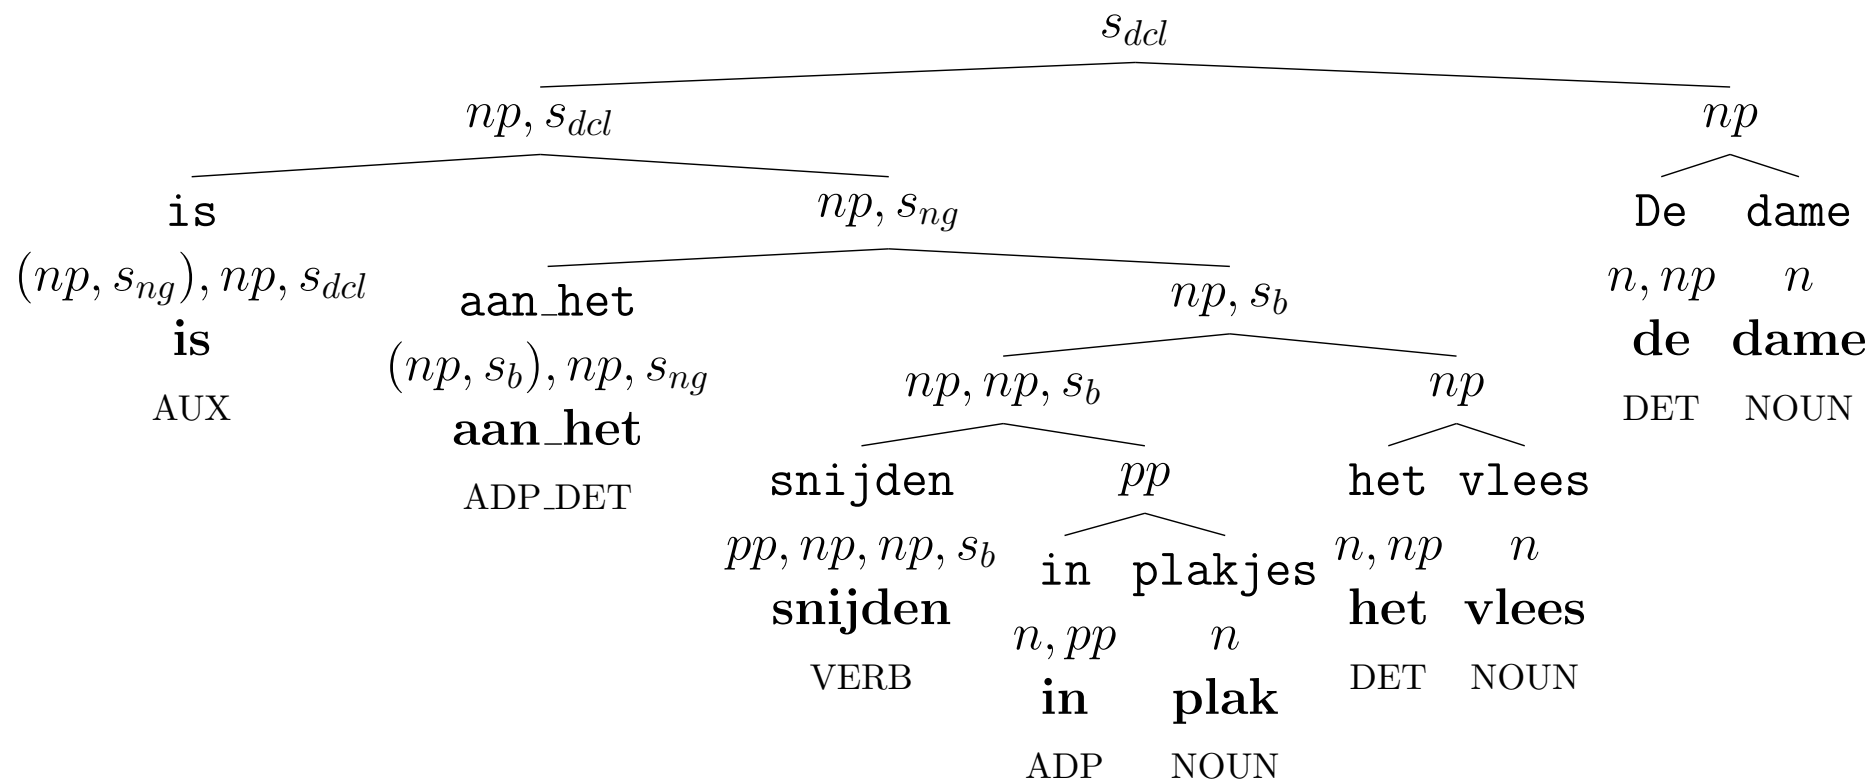 s_dcl
np, s_dcl np
is np, s_ng De dame
(np, s_ng), np, s_dcl aan_het np, s_b n, np n
is (np, s_b), np, s_ng np, np, s_b np de dame
AUX aan_het DET NOUN
ADP_DET snijden pp het vlees
pp, np, np, s_b in plakjes n, np n
snijden n, pp n het vlees
VERB in plak DET NOUN
ADP NOUN